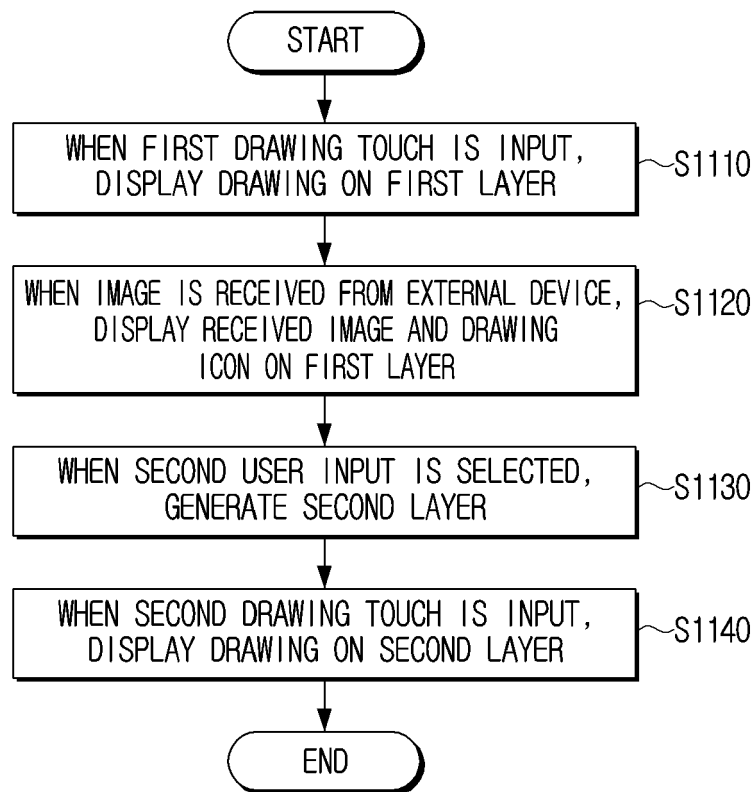 START
WHEN FIRST DRAWING TOUCH IS INPUT,
DISPLAY DRAWING ON FIRST LAYER
S1110
WHEN IMAGE IS RECEIVED FROM EXTERNAL DEVICE,
DISPLAY RECEIVED IMAGE AND DRAWING
ICON ON FIRST LAYER
S1120
WHEN SECOND USER INPUT IS SELECTED,
GENERATE SECOND LAYER
S1130
WHEN SECOND DRAWING TOUCH IS INPUT,
DISPLAY DRAWING ON SECOND LAYER
S1140
END